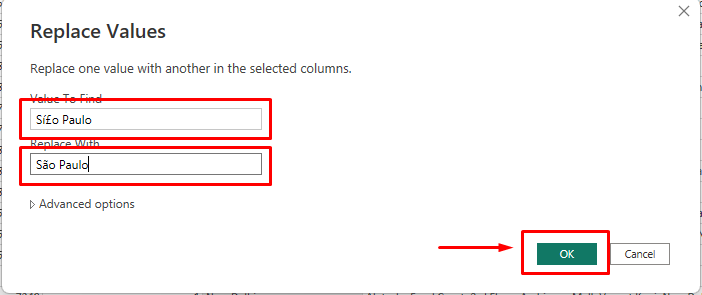 Replace Values
Replace one value with another in the selected columns.
Value To Find
Sí£o Paulo
Replace With
São Paulo
Advanced options
OK Cancel